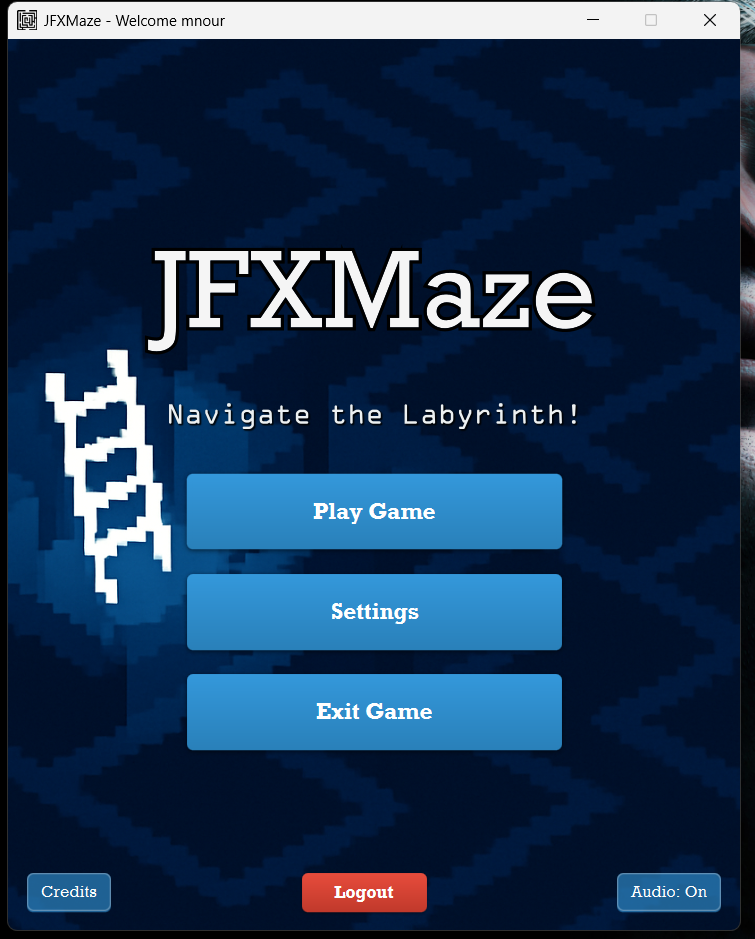 JFXMaze - Welcome mnour
JFXMaze
Navigate the Labyrinth!
Play Game
Settings
Exit Game
Credits
Logout
Audio: On